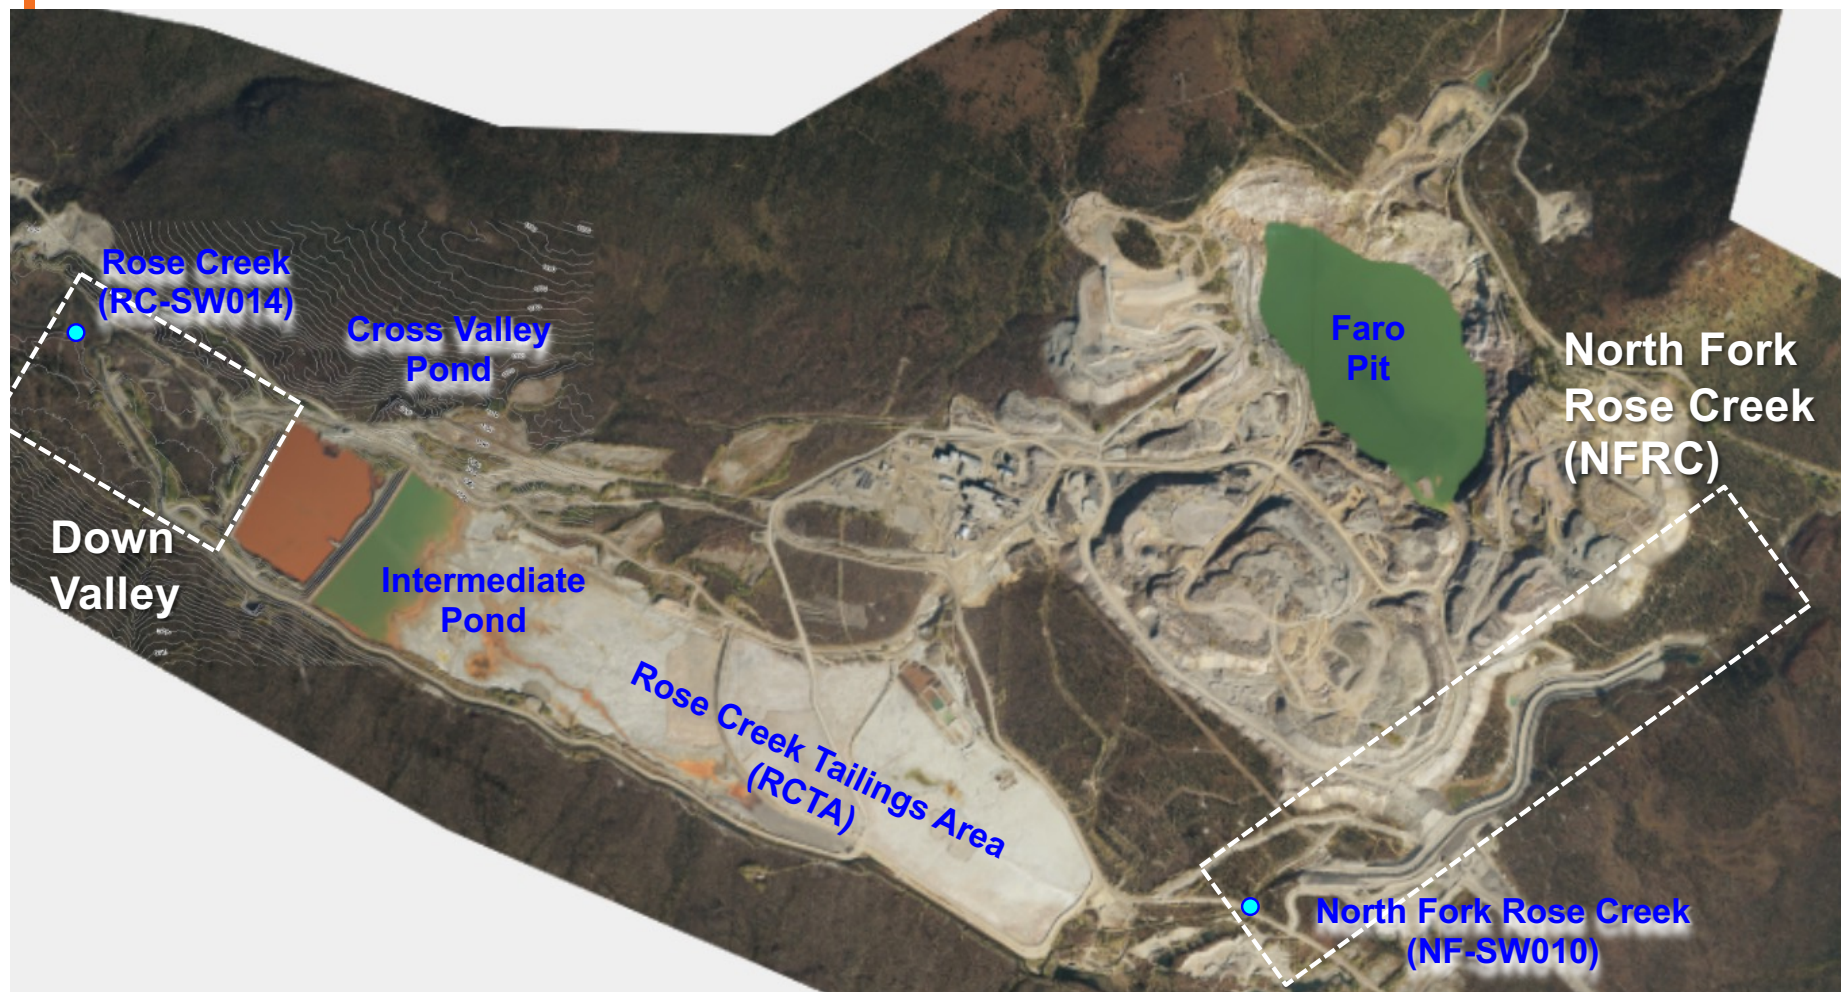 Rose Creek
(RC-SW014)
Cross Valley
Pond
Faro
Pit
North Fork
Rose Creek
(NFRC)
Down
Valley
Intermediate
Pond
Rose Creek Tailings Area
(RCTA)
North Fork Rose Creek
(NF-SW010)